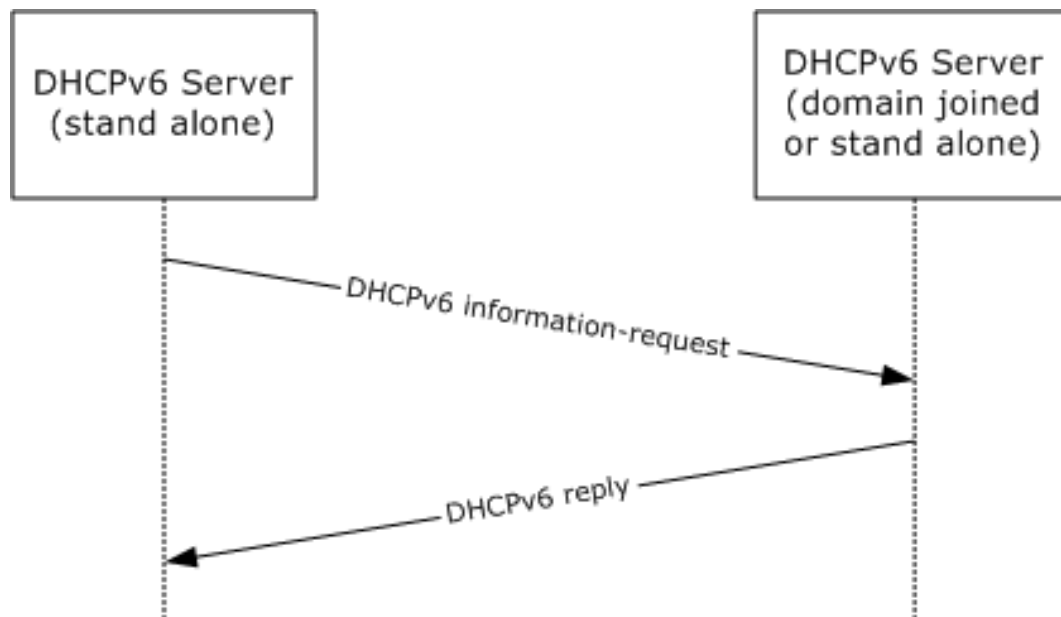 DHCPv6 Server
(stand alone)
DHCPv6 Server
(domain joined
or stand alone)
DHCPv6 information-request
DHCPv6 reply